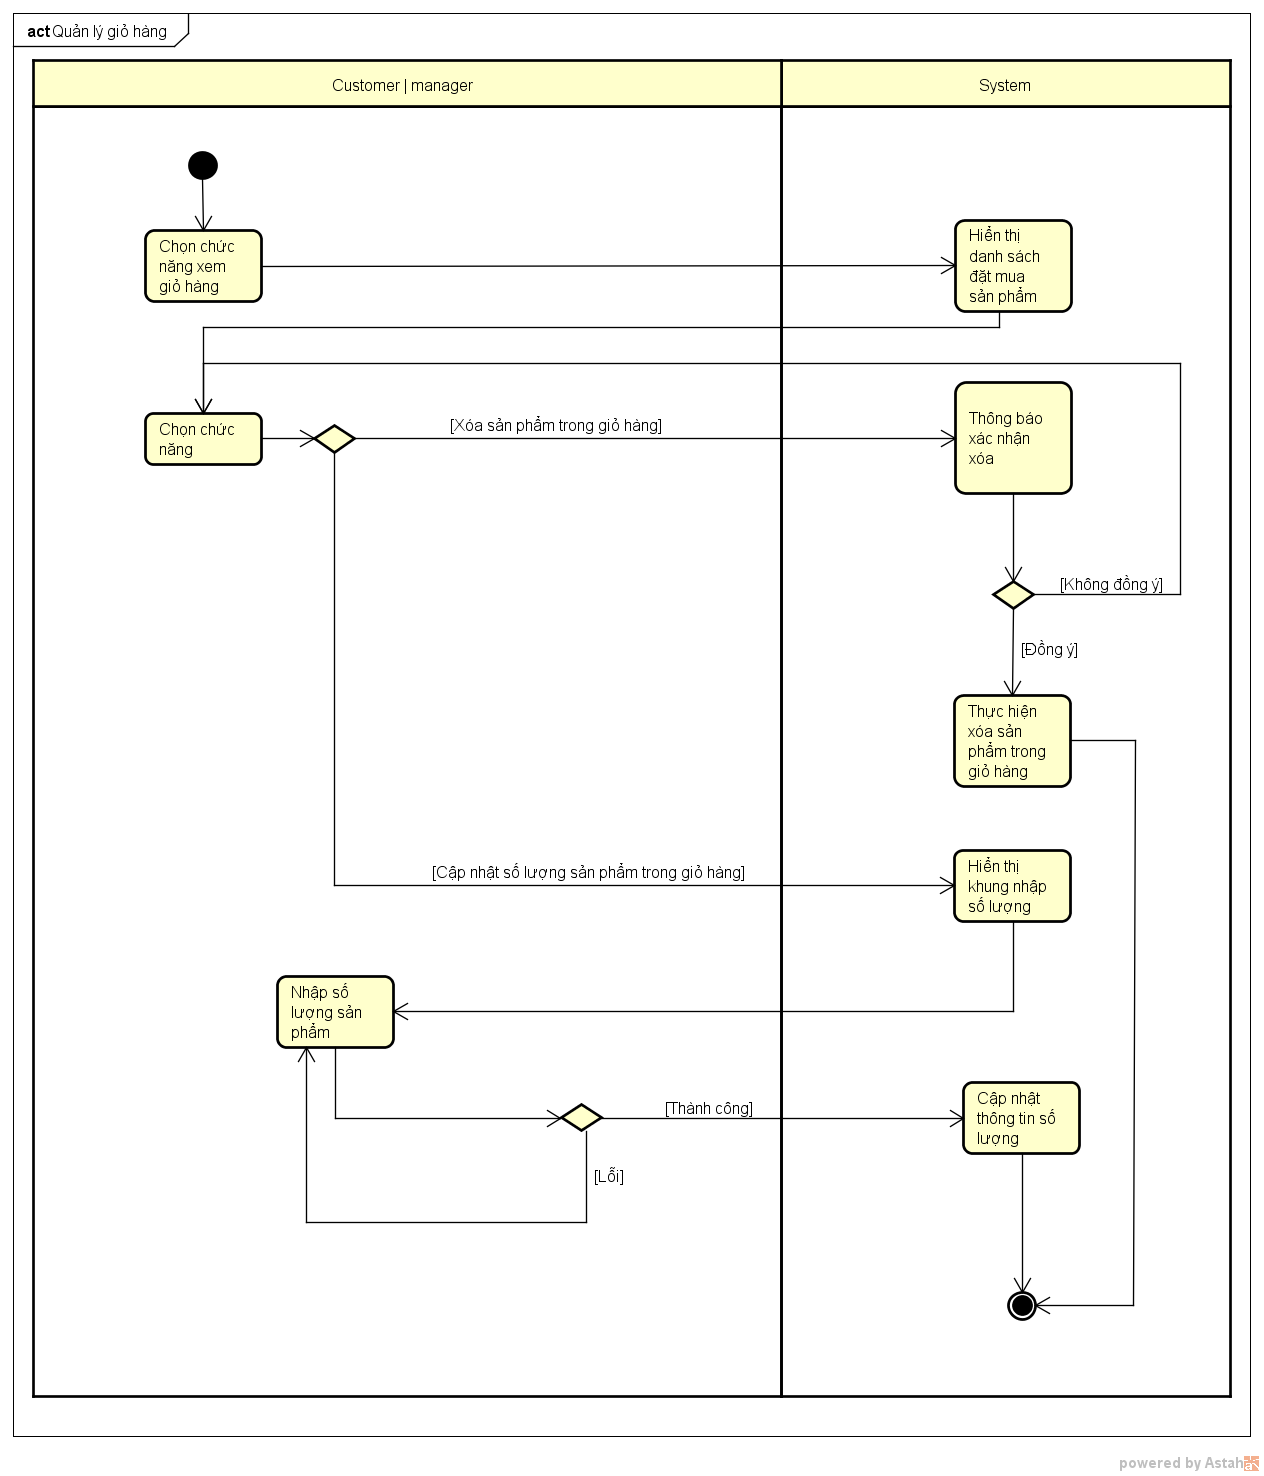 act Quản lý giỏ hàng
Customer | manager
System
Chọn chức
năng xem
giỏ hàng
Hiển thị
danh sách
đặt mua
sản phẩm
Chọn chức
năng
[Xóa sản phẩm trong giỏ hàng]
Thông báo
xác nhận
xóa
[Không đồng ý]
[Đồng ý]
Thực hiện
xóa sản
phẩm trong
giỏ hàng
[Cập nhật số lượng sản phẩm trong giỏ hàng]
Hiển thị
khung nhập
số lượng
Nhập số
lượng sản
phẩm
[Thành công]
Cập nhật
thông tin số
lượng
[Lỗi]
powered by Astah